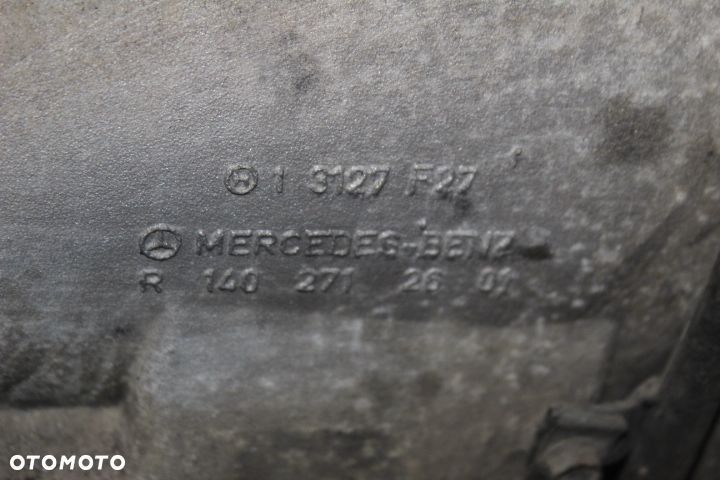 1 3127 F27
MERCEDES-BENZ
R 140 271 26 01
OTOMOTO